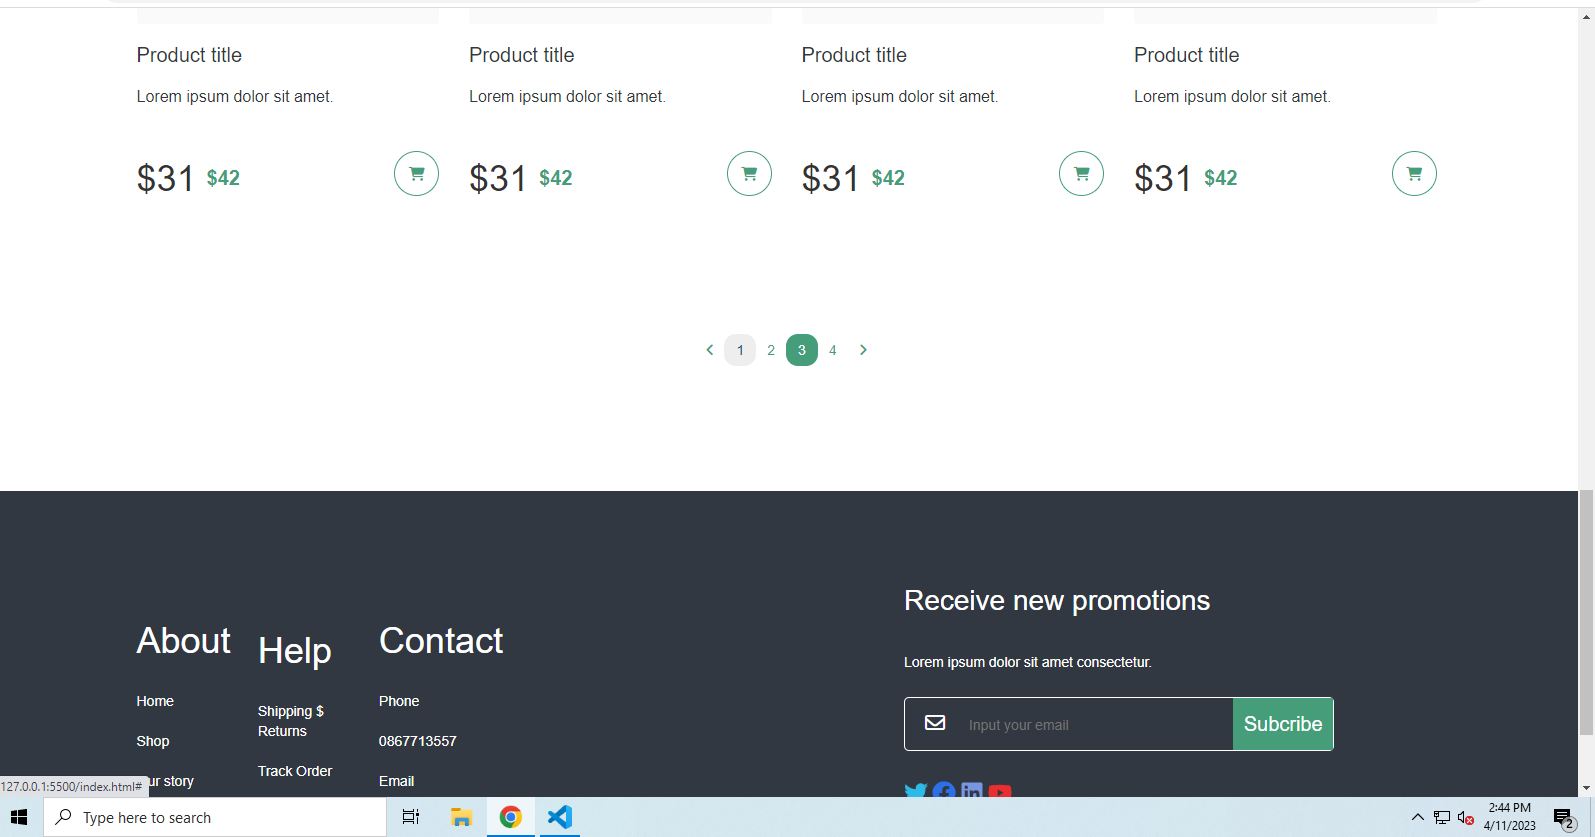 Product title Product title Product title Product title
Lorem ipsum dolor sit amet. Lorem ipsum dolor sit amet. Lorem ipsum dolor sit amet. Lorem ipsum dolor sit amet.
$31 $42 $31 $42 $31 $42 $31 $42
1 2 3 4
Receive new promotions
About Help Contact
Lorem ipsum dolor sit amet consectetur.
Home Shipping $ Phone
Returns
Input your email Subcribe
Shop 0867713557
Track Order
ur story Email
127.0.0.1:5500/index.html#
in
Type here to search
2:44 PM
4/11/2023
2